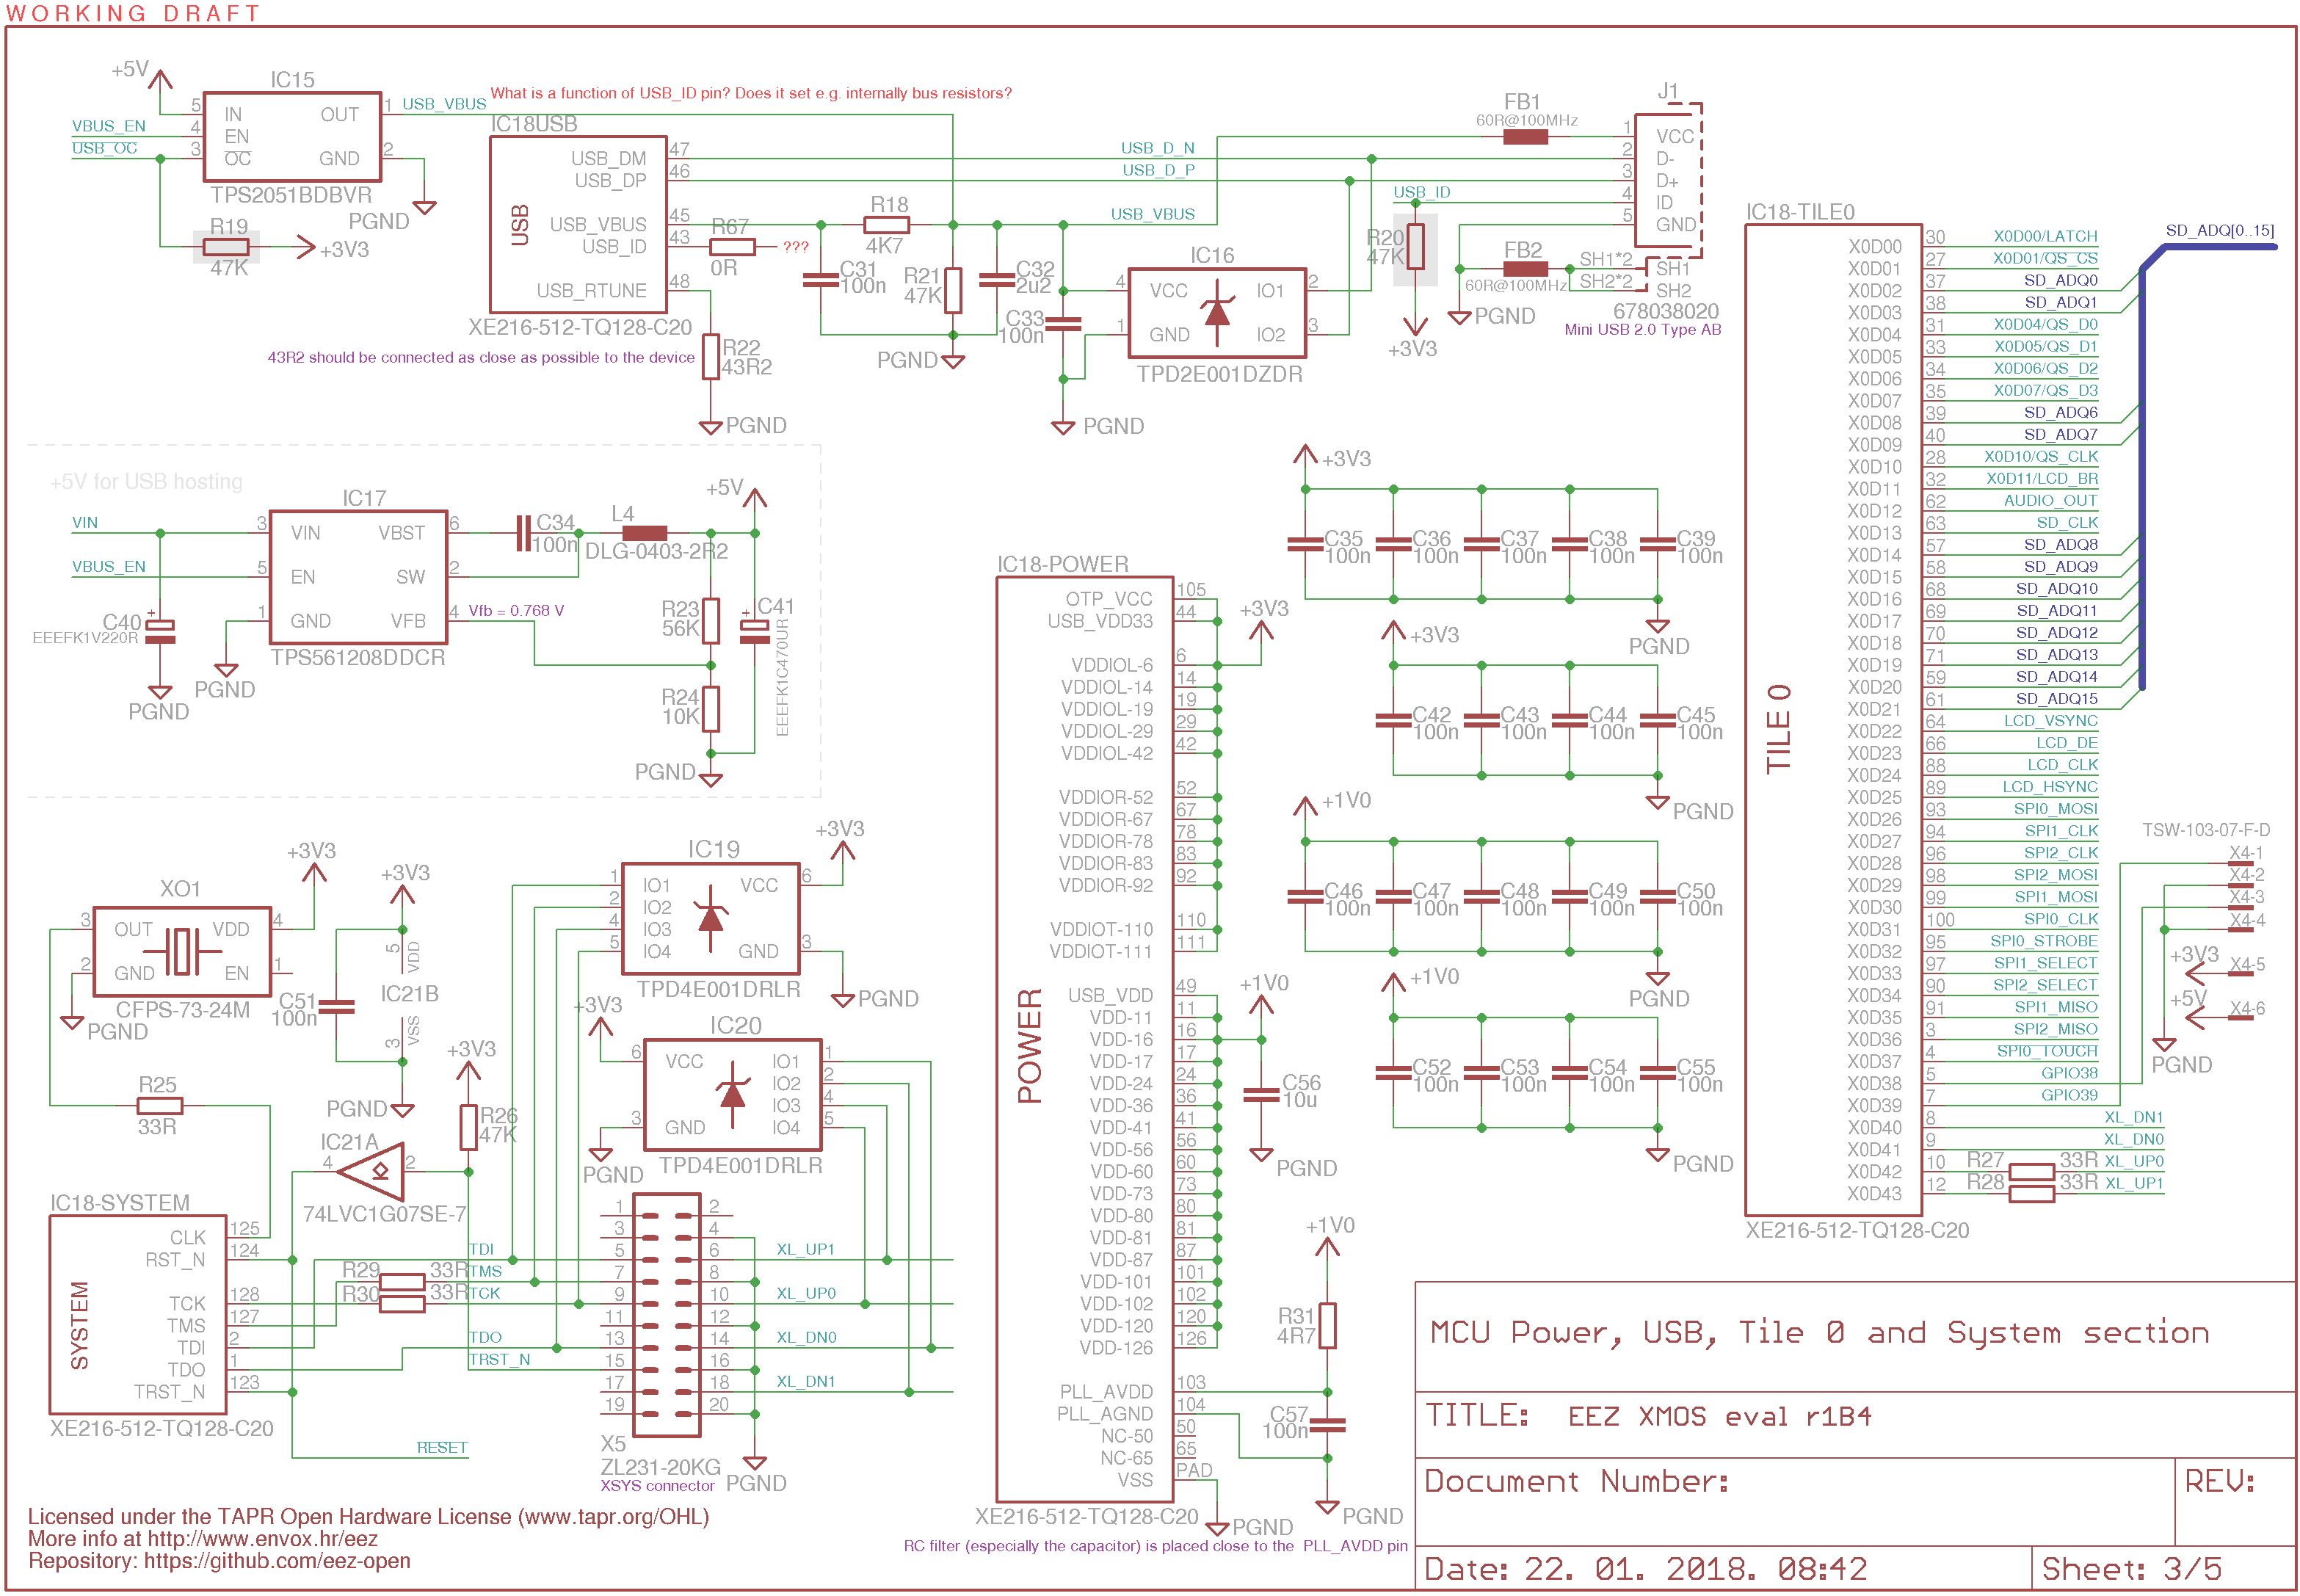 WORKING DRAFT
+5V
IC15
5
IN
OUT
1
USB_VBUS
VBUS_EN
4
EN
USB_OC
3
OC
GND
2
TPS2051BDBVR
PGND
R19
47K
+3V3
What is a function of USB_ID pin? Does it set e.g. internally bus resistors?
IC18USB
USB
USB_DM
47
USB_DP
46
USB_VBUS
45
USB_ID
43
USB_RTUNE
48
XE216-512-TQ128-C20
R67
0R
???
43R2 should be connected as close as possible to the device
R22
43R2
PGND
R18
4K7
C31
100n
R21
47K
C32
2u2
PGND
C33
100n
PGND
USB_D_N
USB_D_P
USB_VBUS
IC16
4
VCC
IO1
2
1
GND
IO2
3
TPD2E001DZDR
USB_ID
R20
47K
+3V3
FB1
60R@100MHz
J1
1
VCC
2
D-
3
D+
4
ID
5
GND
FB2
60R@100MHz
SH1*2
SH1
SH2*2
SH2
PGND
678038020
Mini USB 2.0 Type AB
+5V for USB hosting
IC17
VIN
3
VIN
VBST
6
VBUS_EN
5
EN
SW
2
1
GND
VFB
4
Vfb = 0.768 V
TPS561208DDCR
C40
EEEFK1V220R
+
PGND
PGND
C34
100n
L4
DLG-0403-2R2
+5V
R23
56K
R24
10K
+
C41
EEEFK1C470UR
PGND
XO1
3
OUT
VDD
4
2
GND
EN
1
CFPS-73-24M
+3V3
PGND
+3V3
5
VDD
IC21B
C51
100n
3
VSS
PGND
R25
33R
+3V3
R26
47K
IC21A
4
2
74LVC1G07SE-7
IC18-SYSTEM
SYSTEM
CLK
125
RST_N
124
TCK
128
TMS
127
TDI
2
TDO
1
TRST_N
123
XE216-512-TQ128-C20
R29
33R
R30
33R
TDI
TMS
TCK
TDO
TRST_N
RESET
IC19
1
IO1
VCC
6
2
IO2
4
IO3
5
IO4
GND
3
TPD4E001DRLR
+3V3
PGND
IC20
+3V3
6
VCC
IO1
1
IO2
2
IO3
4
3
GND
IO4
5
TPD4E001DRLR
PGND
1
2
3
4
5
6
7
8
9
10
11
12
13
14
15
16
17
18
19
20
XL_UP1
XL_UP0
XL_DN0
XL_DN1
X5
ZL231-20KG
XSYS connector
PGND
IC18-POWER
POWER
OTP_VCC
105
USB_VDD33
44
VDDIOL-6
6
VDDIOL-14
14
VDDIOL-19
19
VDDIOL-29
29
VDDIOL-42
42
VDDIOR-52
52
VDDIOR-67
67
VDDIOR-78
78
VDDIOR-83
83
VDDIOR-92
92
VDDIOT-110
110
VDDIOT-111
111
USB_VDD
49
VDD-11
11
VDD-16
16
VDD-17
17
VDD-24
24
VDD-36
36
VDD-41
41
VDD-56
56
VDD-60
60
VDD-73
73
VDD-80
80
VDD-81
81
VDD-87
87
VDD-101
101
VDD-102
102
VDD-120
120
VDD-126
126
PLL_AVDD
103
PLL_AGND
104
NC-50
50
NC-65
65
VSS
PAD
XE216-512-TQ128-C20
+3V3
+1V0
C56
10u
PGND
+1V0
R31
4R7
C57
100n
PGND
PGND
RC filter (especially the capacitor) is placed close to the PLL_AVDD pin
+3V3
C35
100n
C36
100n
C37
100n
C38
100n
C39
100n
PGND
+3V3
C42
100n
C43
100n
C44
100n
C45
100n
PGND
+1V0
C46
100n
C47
100n
C48
100n
C49
100n
C50
100n
PGND
+1V0
C52
100n
C53
100n
C54
100n
C55
100n
PGND
IC18-TILE0
TILE 0
X0D00
30
X0D00/LATCH
X0D01
27
X0D01/QS_CS
X0D02
37
SD_ADQ0
X0D03
38
SD_ADQ1
X0D04
31
X0D04/QS_D0
X0D05
33
X0D05/QS_D1
X0D06
34
X0D06/QS_D2
X0D07
35
X0D07/QS_D3
X0D08
39
SD_ADQ6
X0D09
40
SD_ADQ7
X0D10
28
X0D10/QS_CLK
X0D11
32
X0D11/LCD_BR
X0D12
62
AUDIO_OUT
X0D13
63
SD_CLK
X0D14
57
SD_ADQ8
X0D15
58
SD_ADQ9
X0D16
68
SD_ADQ10
X0D17
69
SD_ADQ11
X0D18
70
SD_ADQ12
X0D19
71
SD_ADQ13
X0D20
59
SD_ADQ14
X0D21
61
SD_ADQ15
X0D22
64
LCD_VSYNC
X0D23
66
LCD_DE
X0D24
88
LCD_CLK
X0D25
89
LCD_HSYNC
X0D26
93
SPI0_MOSI
X0D27
94
SPI1_CLK
X0D28
96
SPI2_CLK
X0D29
98
SPI2_MOSI
X0D30
99
SPI1_MOSI
X0D31
100
SPI0_CLK
X0D32
95
SPI0_STROBE
X0D33
97
SPI1_SELECT
X0D34
90
SPI2_SELECT
X0D35
91
SPI1_MISO
X0D36
3
SPI2_MISO
X0D37
4
SPI0_TOUCH
X0D38
5
GPIO38
X0D39
7
GPIO39
X0D40
8
XL_DN1
X0D41
9
XL_DN0
X0D42
10
R27
33R
XL_UP0
X0D43
12
R28
33R
XL_UP1
XE216-512-TQ128-C20
SD_ADQ[0..15]
TSW-103-07-F-D
X4-1
X4-2
X4-3
X4-4
+3V3
X4-5
+5V
X4-6
PGND
MCU Power, USB, Tile 0 and System section
TITLE: EEZ XMOS eval r1B4
Document Number:
REV:
Date: 22. 01. 2018. 08:42
Sheet: 3/5
Licensed under the TAPR Open Hardware License (www.tapr.org/OHL)
More info at http://www.envox.hr/eez
Repository: https://github.com/eez-open